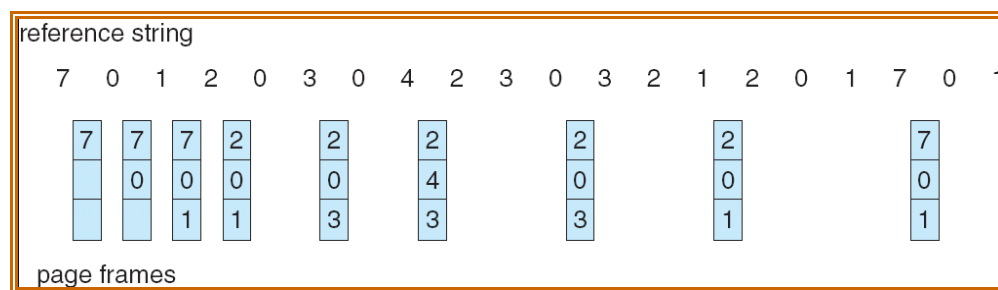 reference string
7 0 1 2 0 3 0 4 2 3 0 3 2 1 2 0 1 7 0 1
7 7 7 2 2 2 2 2 7
0 0 0 0 4 0 0 0
1 1 3 3 3 1 1
page frames